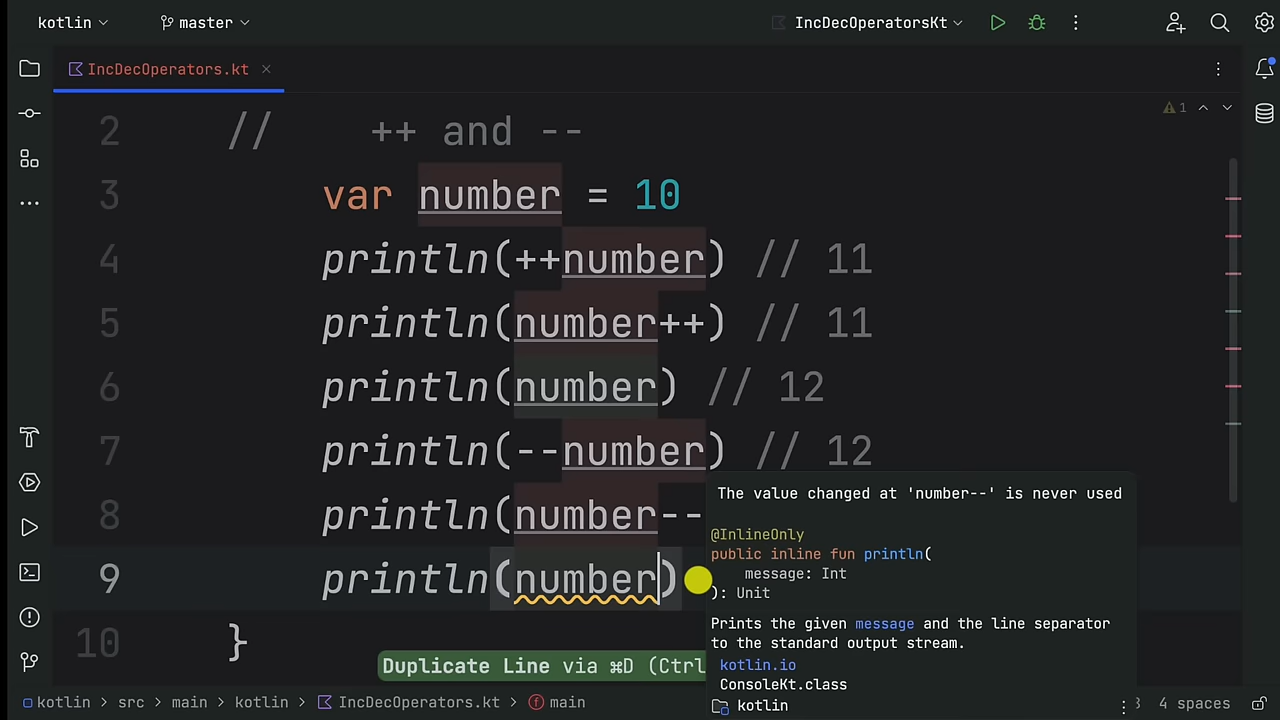 kotlin master IncDecOperatorsKt
IncDecOperators.kt
1
2 // ++ and --
3 var number = 10
4 println(++number) // 11
5 println(number++) // 11
6 println(number) // 12
7 println(--number) // 12
8 println(number--
9 println(number)
10 }
The value changed at 'number--' is never used
@InlineOnly
public inline fun println(
message: Int
): Unit
Prints the given message and the line separator
to the standard output stream.
kotlin.io
ConsoleKt.class
kotlin
Duplicate Line via ⌘D (Ctrl
kotlin > src > main > kotlin > IncDecOperators.kt > main 4 spaces